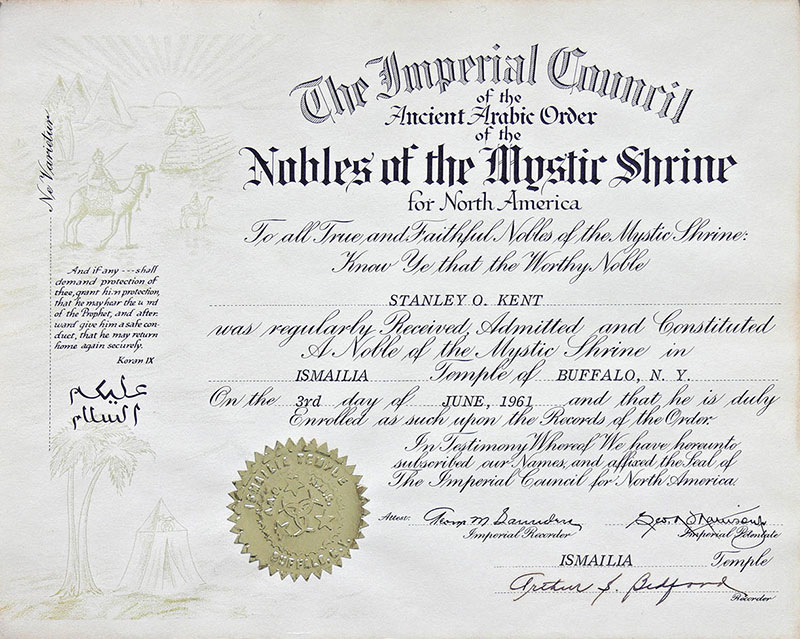 The Imperial Council
of the
Ancient Arabic Order
of the
Nobles of the Mystic Shrine
for North America
To all True and Faithful Nobles of the Mystic Shrine:
Know Ye that the Worthy Noble
STANLEY O. KENT
was regularly Received, Admitted and Constituted
A Noble of the Mystic Shrine in
ISMAILIA Temple of BUFFALO, N. Y.
On the 3rd day of JUNE, 1961 and that he is duly
Enrolled as such upon the Records of the Order.
In Testimony Whereof We have hereunto
subscribed our Names, and affixed the Seal of
The Imperial Council for North America.
Attest: Geo. M. Saunders
Imperial Recorder
Imperial Potentate
ISMAILIA Temple
Arthur S. Bedford
Recorder
Ne Varietur
And if any ---shall
demand protection of
thee, grant him protection,
that he may hear the word
of the Prophet, and after-
ward give him a safe con-
duct, that he may return
home again securely.
Koran IX
عليكم
السلام
ISMAILIA TEMPLE
BUFFALO, N.Y.